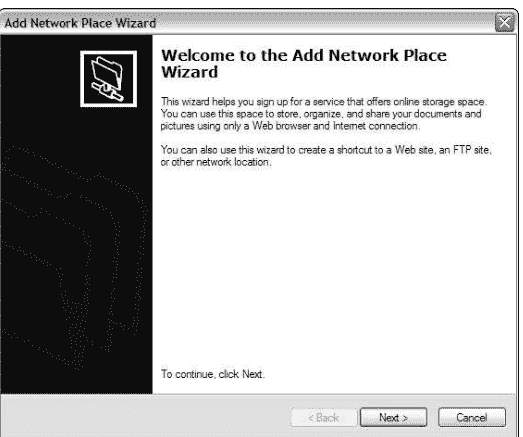 Add Network Place Wizard
Welcome to the Add Network Place
Wizard
This wizard helps you sign up for a service that offers online storage space.
You can use this space to store, organize, and share your documents and
pictures using only a Web browser and Internet connection.
You can also use this wizard to create a shortcut to a Web site, an FTP site,
or other network location.
To continue, click Next.
< Back
Next >
Cancel